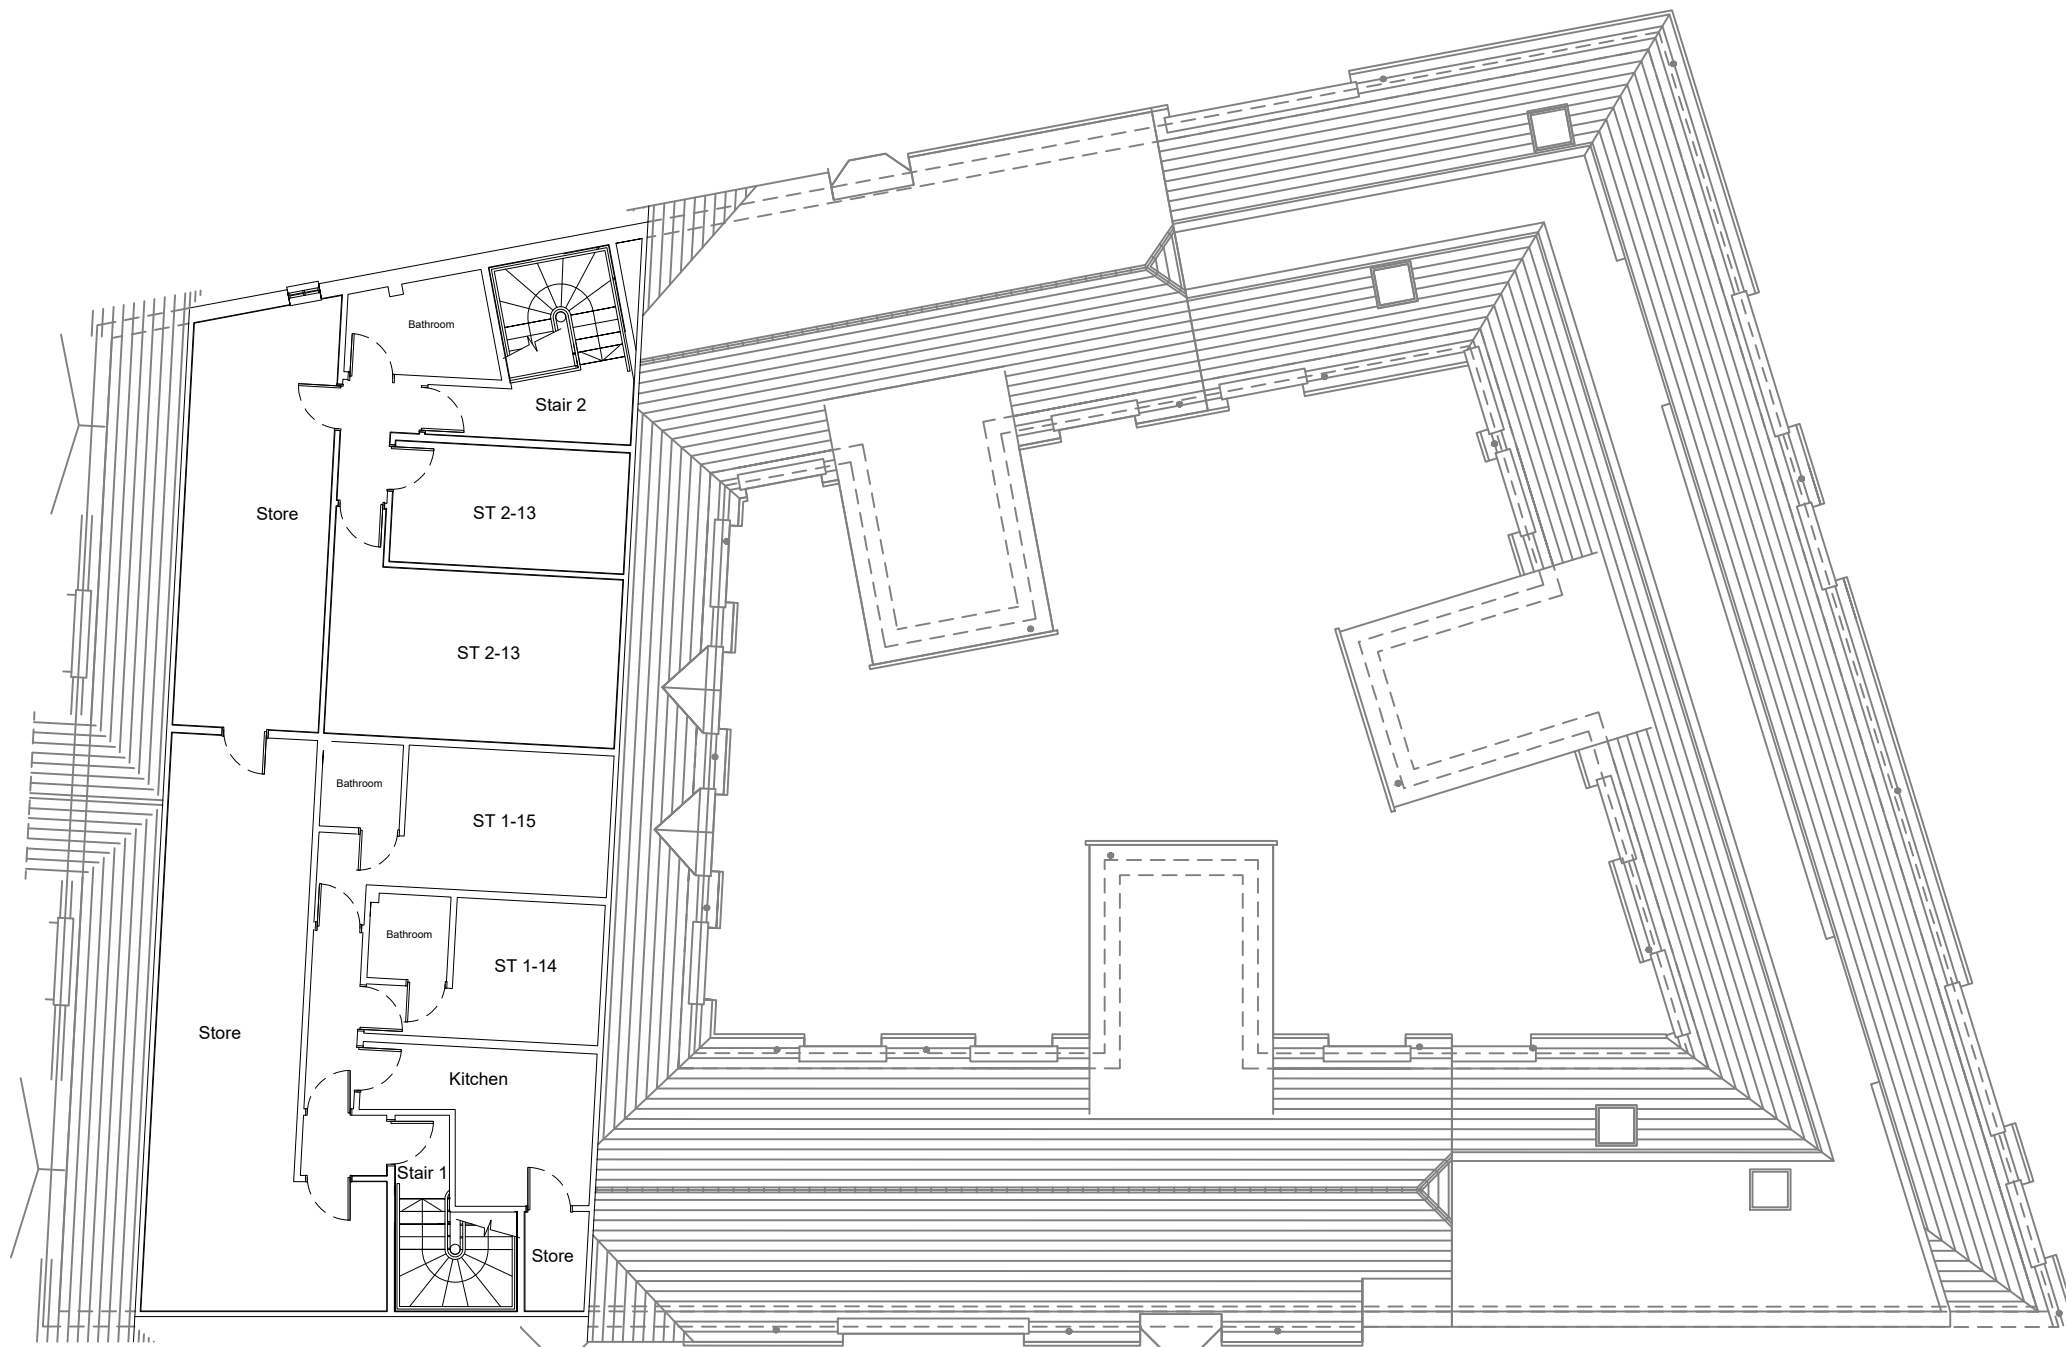 Bathroom
Stair 2
Store
ST 2-13
ST 2-13
Bathroom
ST 1-15
Bathroom
ST 1-14
Store
Kitchen
Stair 1
Store